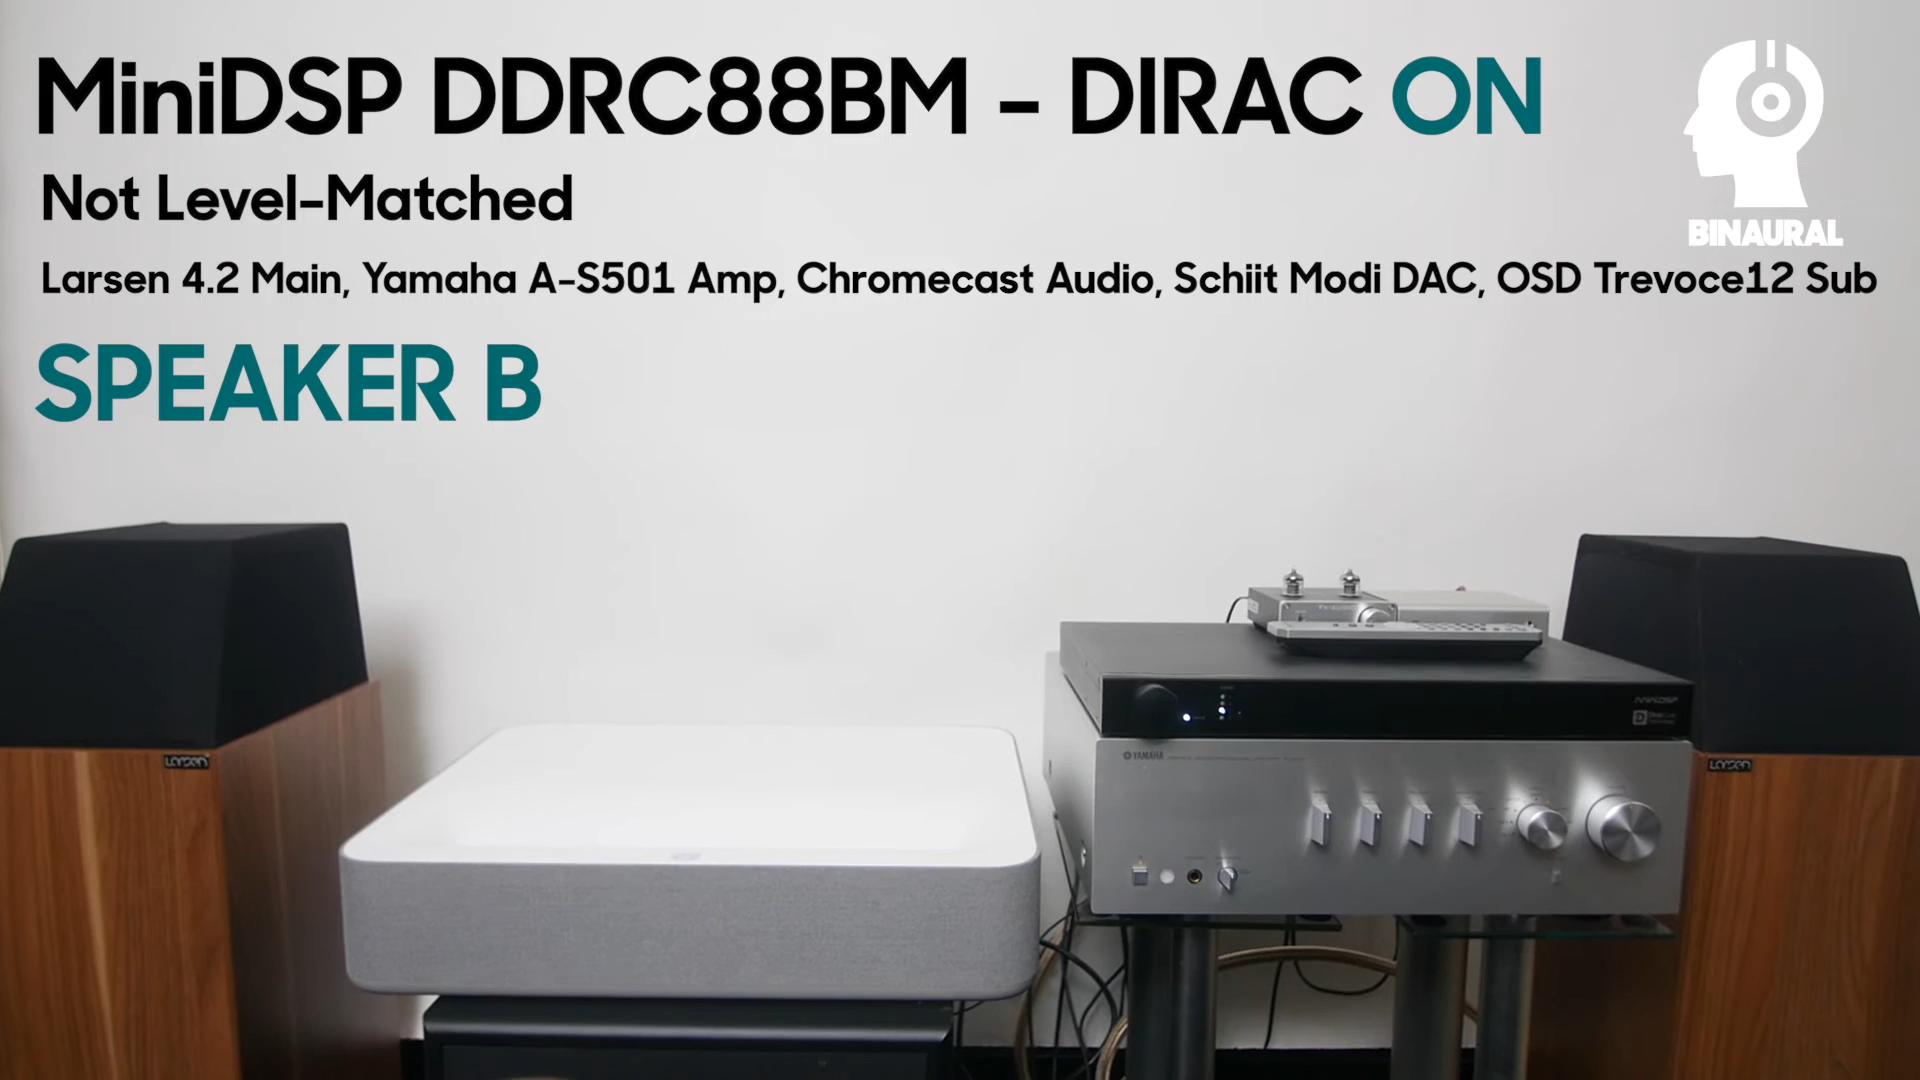 MiniDSP DDRC88BM - DIRAC ON
Not Level-Matched
Larsen 4.2 Main, Yamaha A-S501 Amp, Chromecast Audio, Schiit Modi DAC, OSD Trevoce12 Sub
SPEAKER B
BINAURAL
Larsen
Larsen
miniDSP
YAMAHA